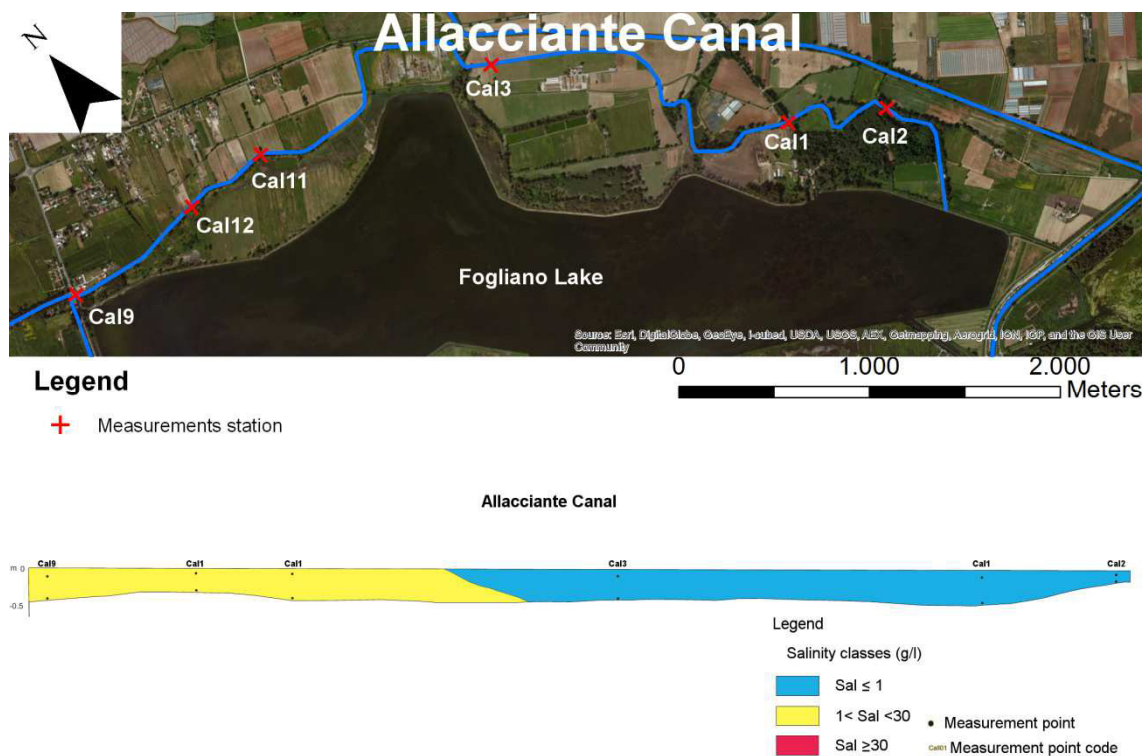 Allacciante Canal
N
Cal3
Cal1
Cal2
Cal11
Cal12
Cal9
Fogliano Lake
Source: Esri, DigitalGlobe, GeoEye, i-cubed, USDA, USGS, AEX, Getmapping, Aerogrid, IGN, IGP, and the GIS User
Community
Legend
Measurements station
0 1.000 2.000
Meters
Allacciante Canal
m 0
-0.5
Cal9 Cal1 Cal1 Cal3 Cal1 Cal2
Legend
Salinity classes (g/l)
Sal ≤ 1
1< Sal <30
Sal ≥30
Measurement point
Cal01 Measurement point code